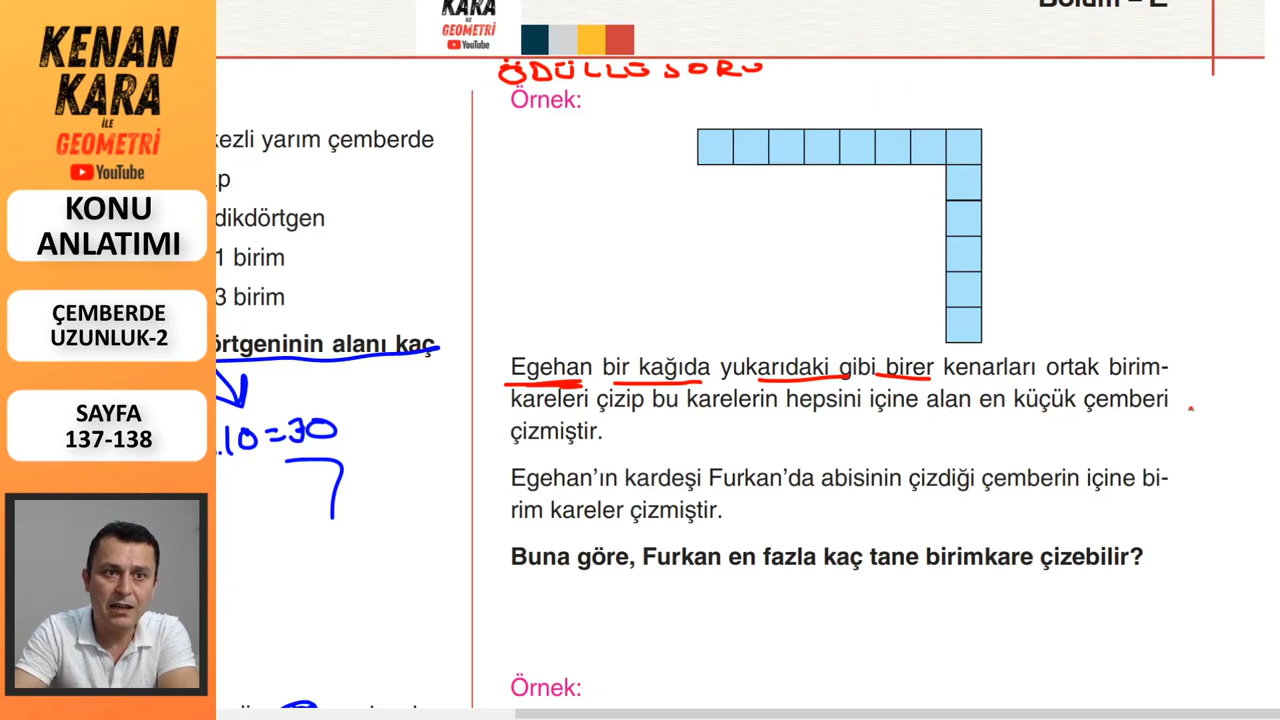 KENAN
KARA
İLE
GEOMETRİ
YouTube
KONU
ANLATIMI
ÇEMBERDE
UZUNLUK-2
SAYFA
137-138
KARA
İLE
GEOMETRİ
YouTube
ÖDÜLLÜ SORU
kezli yarım çemberde
dikdörtgen
1 birim
3 birim
örtgeninin alanı kaç
.10=30
Örnek:
Egehan bir kağıda yukarıdaki gibi birer kenarları ortak birim-
kareleri çizip bu karelerin hepsini içine alan en küçük çemberi
çizmiştir.
Egehan’ın kardeşi Furkan’da abisinin çizdiği çemberin içine bi-
rim kareler çizmiştir.
Buna göre, Furkan en fazla kaç tane birimkare çizebilir?
Örnek: